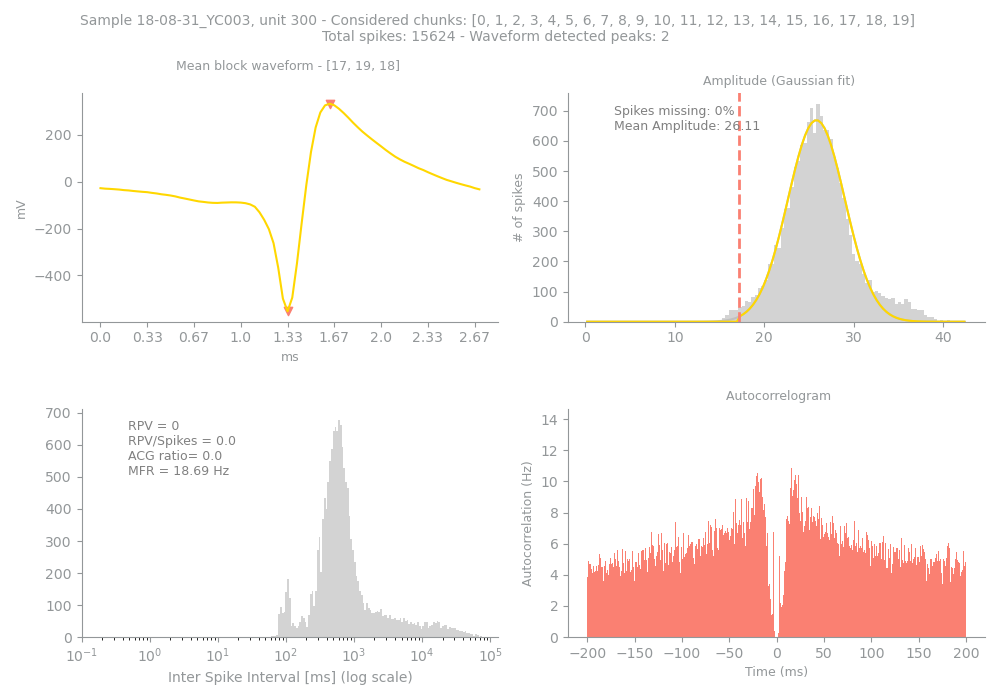 Sample 18-08-31_YC003, unit 300 - Considered chunks: [0, 1, 2, 3, 4, 5, 6, 7, 8, 9, 10, 11, 12, 13, 14, 15, 16, 17, 18, 19]
Total spikes: 15624 - Waveform detected peaks: 2
Mean block waveform - [17, 19, 18]
200
0
−200
−400
mV
0.0 0.33 0.67 1.0 1.33 1.67 2.0 2.33 2.67
ms
Amplitude (Gaussian fit)
Spikes missing: 0%
Mean Amplitude: 26.11
700
600
500
400
300
200
100
0
# of spikes
0 10 20 30 40
RPV = 0
RPV/Spikes = 0.0
ACG ratio= 0.0
MFR = 18.69 Hz
700
600
500
400
300
200
100
0
10⁻¹ 10⁰ 10¹ 10² 10³ 10⁴ 10⁵
Inter Spike Interval [ms] (log scale)
Autocorrelogram
14
12
10
8
6
4
2
0
Autocorrelation (Hz)
−200 −150 −100 −50 0 50 100 150 200
Time (ms)